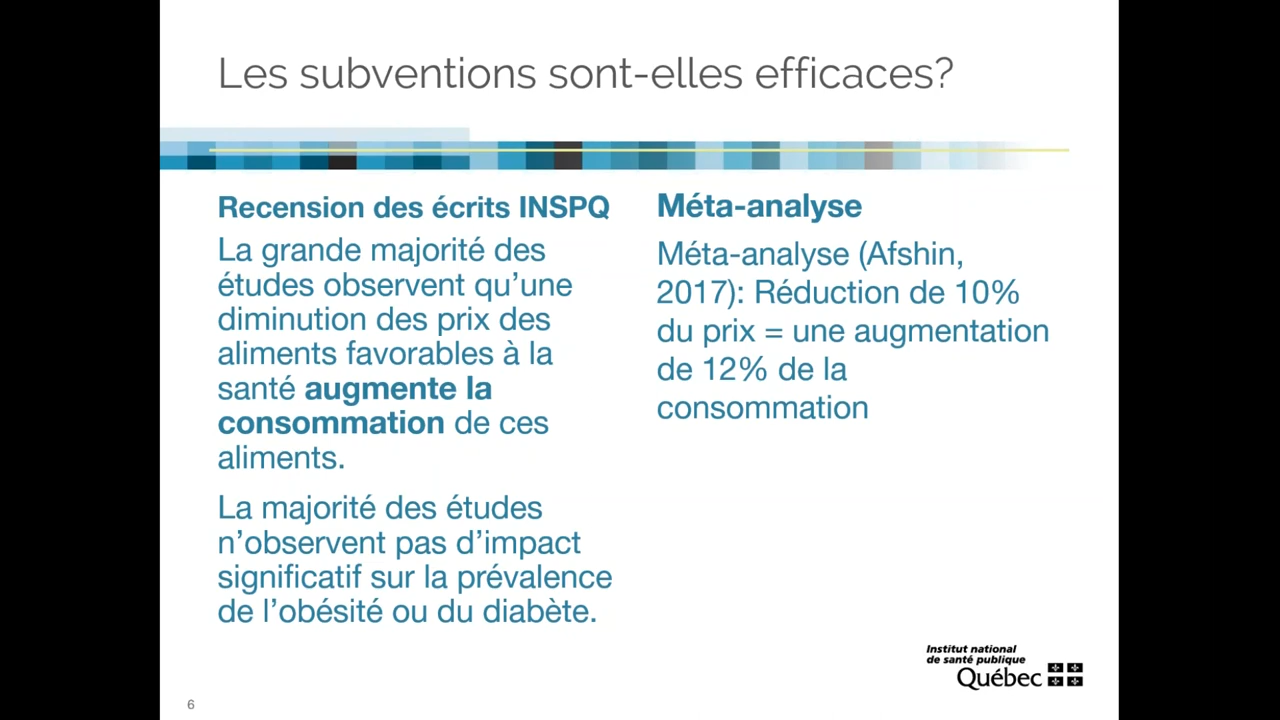 Les subventions sont-elles efficaces?
Recension des écrits INSPQ
La grande majorité des
études observent qu’une
diminution des prix des
aliments favorables à la
santé augmente la
consommation de ces
aliments.
La majorité des études
n’observent pas d’impact
significatif sur la prévalence
de l’obésité ou du diabète.
Méta-analyse
Méta-analyse (Afshin,
2017): Réduction de 10%
du prix = une augmentation
de 12% de la
consommation
Institut national
de santé publique
Québec
6